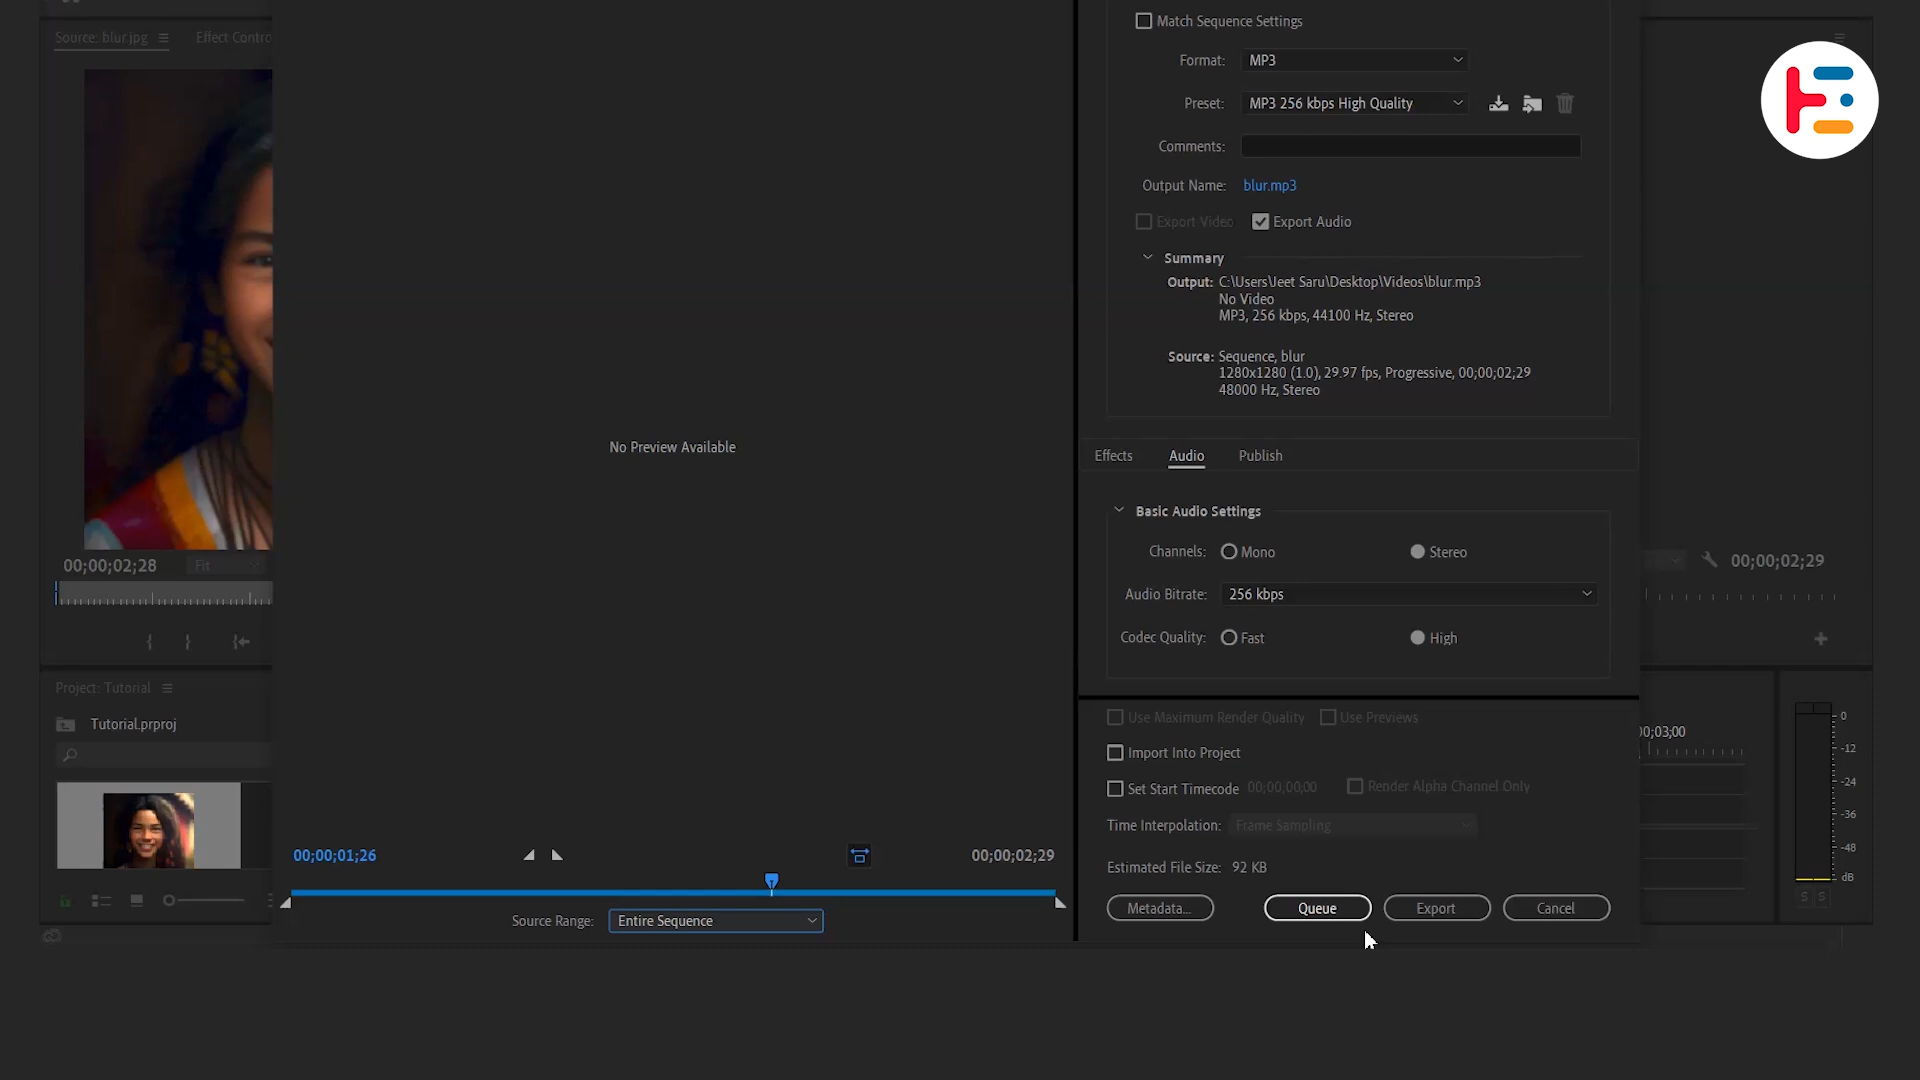 Match Sequence Settings
Source: blur.jpg
Effect Contro
Format: MP3
Preset: MP3 256 kbps High Quality
Comments:
Output Name: blur.mp3
Export Video Export Audio
Summary
Output: C:\Users\Jeet Saru\Desktop\Videos\blur.mp3
No Video
MP3, 256 kbps, 44100 Hz, Stereo
Source: Sequence, blur
1280x1280 (1.0), 29.97 fps, Progressive, 00;00;02;29
48000 Hz, Stereo
No Preview Available
Effects Audio Publish
Basic Audio Settings
Channels: Mono Stereo
00;00;02;28 Fit
00;00;02;29
Audio Bitrate: 256 kbps
Codec Quality: Fast High
Project: Tutorial
Tutorial.prproj
Use Maximum Render Quality Use Previews
Import Into Project
Set Start Timecode 00;00;00;00 Render Alpha Channel Only
Time Interpolation: Frame Sampling
Estimated File Size: 92 KB
00;00;01;26
00;00;02;29
Source Range: Entire Sequence
Metadata... Queue Export Cancel
00;03;00
0
-12
-24
-36
-48
dB
S S